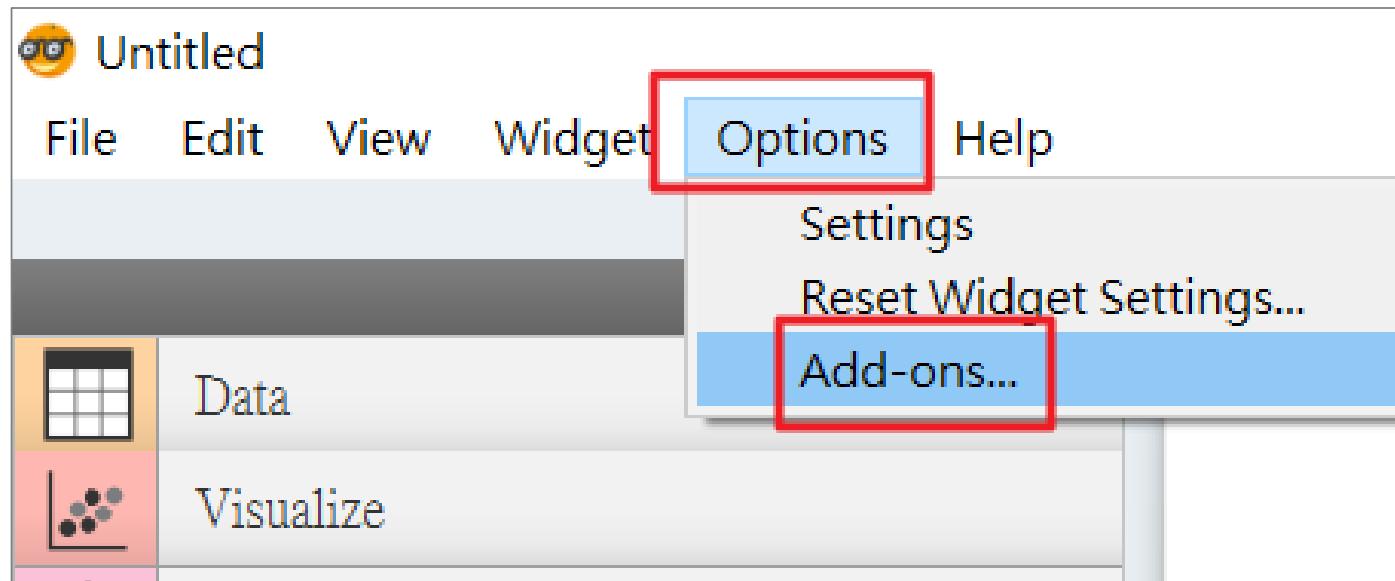 Untitled
File Edit View Widget Options Help
Settings
Reset Widget Settings...
Add-ons...
Data
Visualize